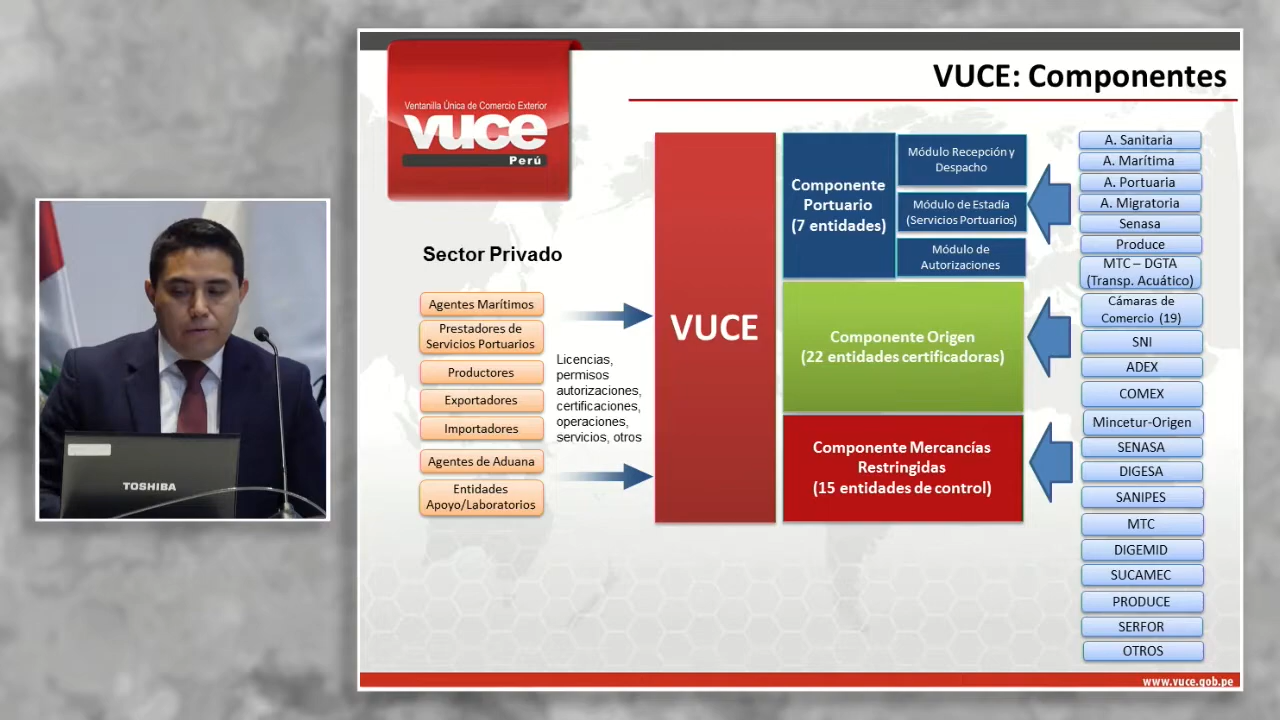 VUCE: Componentes
Ventanilla Única de Comercio Exterior
vuce
Perú
Sector Privado
Agentes Marítimos
Prestadores de
Servicios Portuarios
Productores
Exportadores
Importadores
Agentes de Aduana
Entidades
Apoyo/Laboratorios
Licencias,
permisos
autorizaciones,
certificaciones,
operaciones,
servicios, otros
VUCE
Componente
Portuario
(7 entidades)
Módulo Recepción y
Despacho
Módulo de Estadía
(Servicios Portuarios)
Módulo de
Autorizaciones
Componente Origen
(22 entidades certificadoras)
Componente Mercancías
Restringidas
(15 entidades de control)
A. Sanitaria
A. Marítima
A. Portuaria
A. Migratoria
Senasa
Produce
MTC – DGTA
(Transp. Acuático)
Cámaras de
Comercio (19)
SNI
ADEX
COMEX
Mincetur-Origen
SENASA
DIGESA
SANIPES
MTC
DIGEMID
SUCAMEC
PRODUCE
SERFOR
OTROS
www.vuce.gob.pe
TOSHIBA